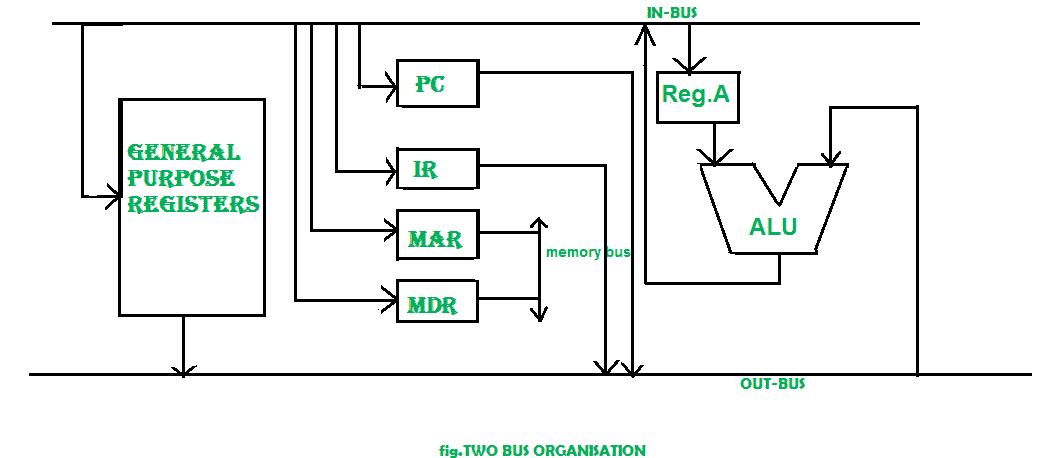 IN-BUS
PC
Reg.A
GENERAL
PURPOSE
REGISTERS
IR
MAR
memory bus
ALU
MDR
OUT-BUS
fig.TWO BUS ORGANISATION